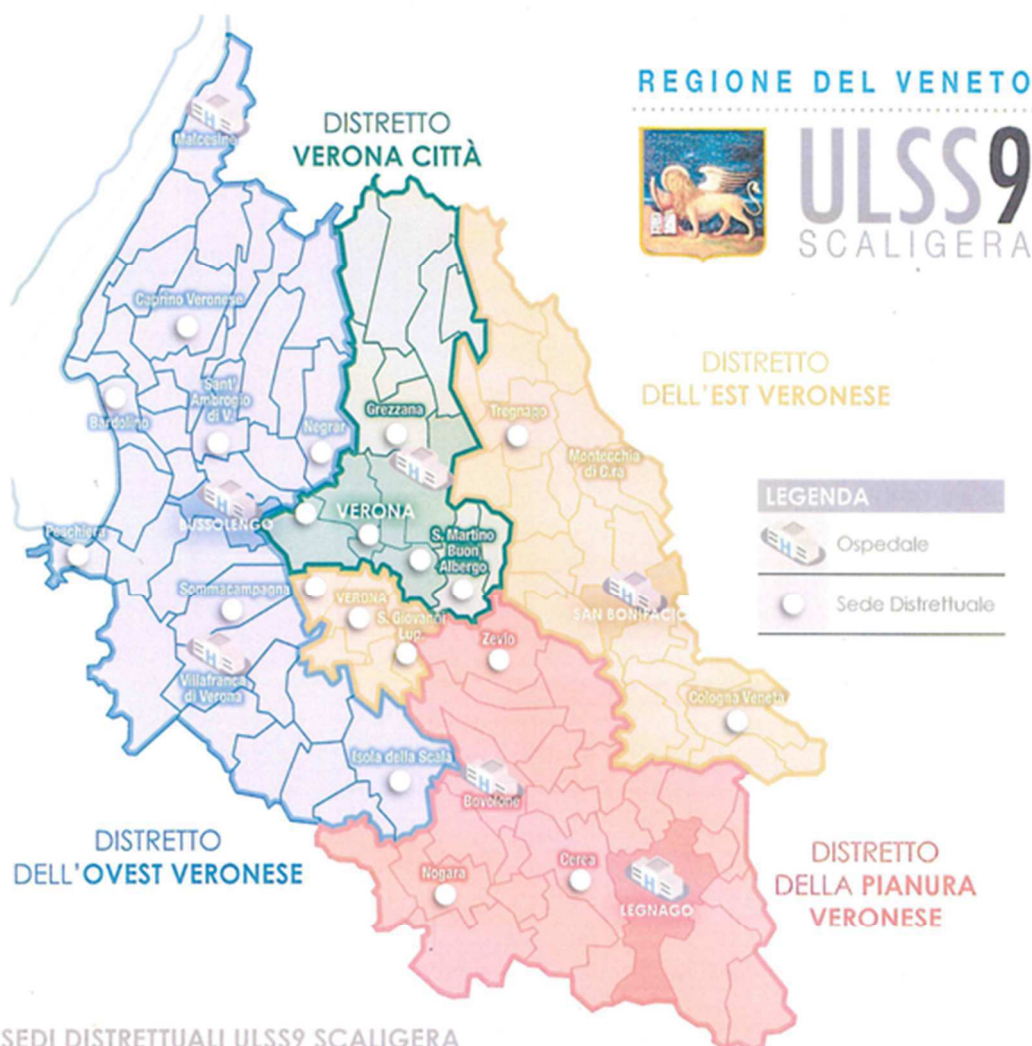 REGIONE DEL VENETO
ULSS9
SCALIGERA
DISTRETTO
VERONA CITTÀ
Malcesine
Caprino Veronese
Sant'
Ambrogio
di V.
Bardolino
Negrar
Grezzana
Tregnago
Montecchia
di C.ra
DISTRETTO
DELL'EST VERONESE
LEGENDA
H Ospedale
Sede Distrettuale
H
BUSSOLENGO
VERONA
S. Martino
Buon
Albergo
Peschiera
Sommacampagna
VERONA
S. Giovanni
Lup.
Zevio
H
SAN BONIFACIO
H
Villafranca
di Verona
Cologna Veneta
Isola della Scala
H
Bovolone
DISTRETTO
DELL'OVEST VERONESE
Nogara
Cerea
H
LEGNAGO
DISTRETTO
DELLA PIANURA
VERONESE
SEDI DISTRETTUALI ULSS9 SCALIGERA